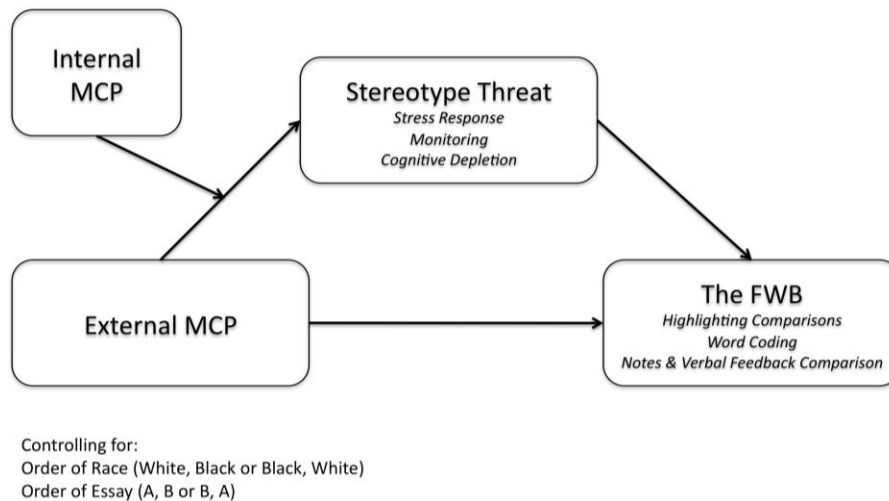 Internal
MCP
Stereotype Threat
Stress Response
Monitoring
Cognitive Depletion
External MCP
The FWB
Highlighting Comparisons
Word Coding
Notes & Verbal Feedback Comparison
Controlling for:
Order of Race (White, Black or Black, White)
Order of Essay (A, B or B, A)